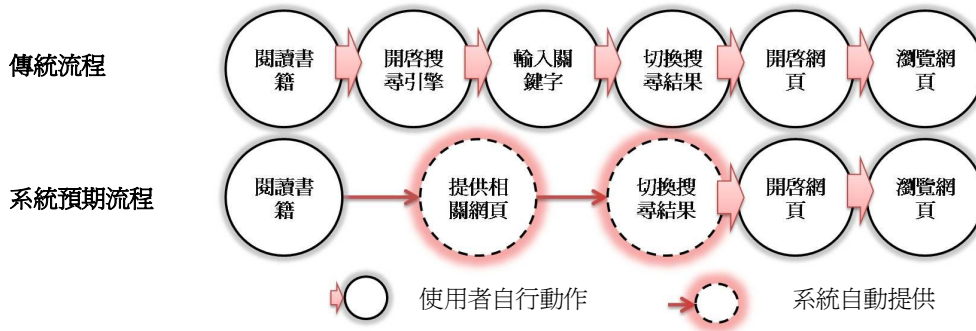 傳統流程
閱讀書
籍
開啓搜
尋引擎
輸入關
鍵字
切換搜
尋結果
開啓網
頁
瀏覽網
頁
系統預期流程
閱讀書
籍
提供相
關網頁
切換搜
尋結果
開啓網
頁
瀏覽網
頁
使用者自行動作
系統自動提供